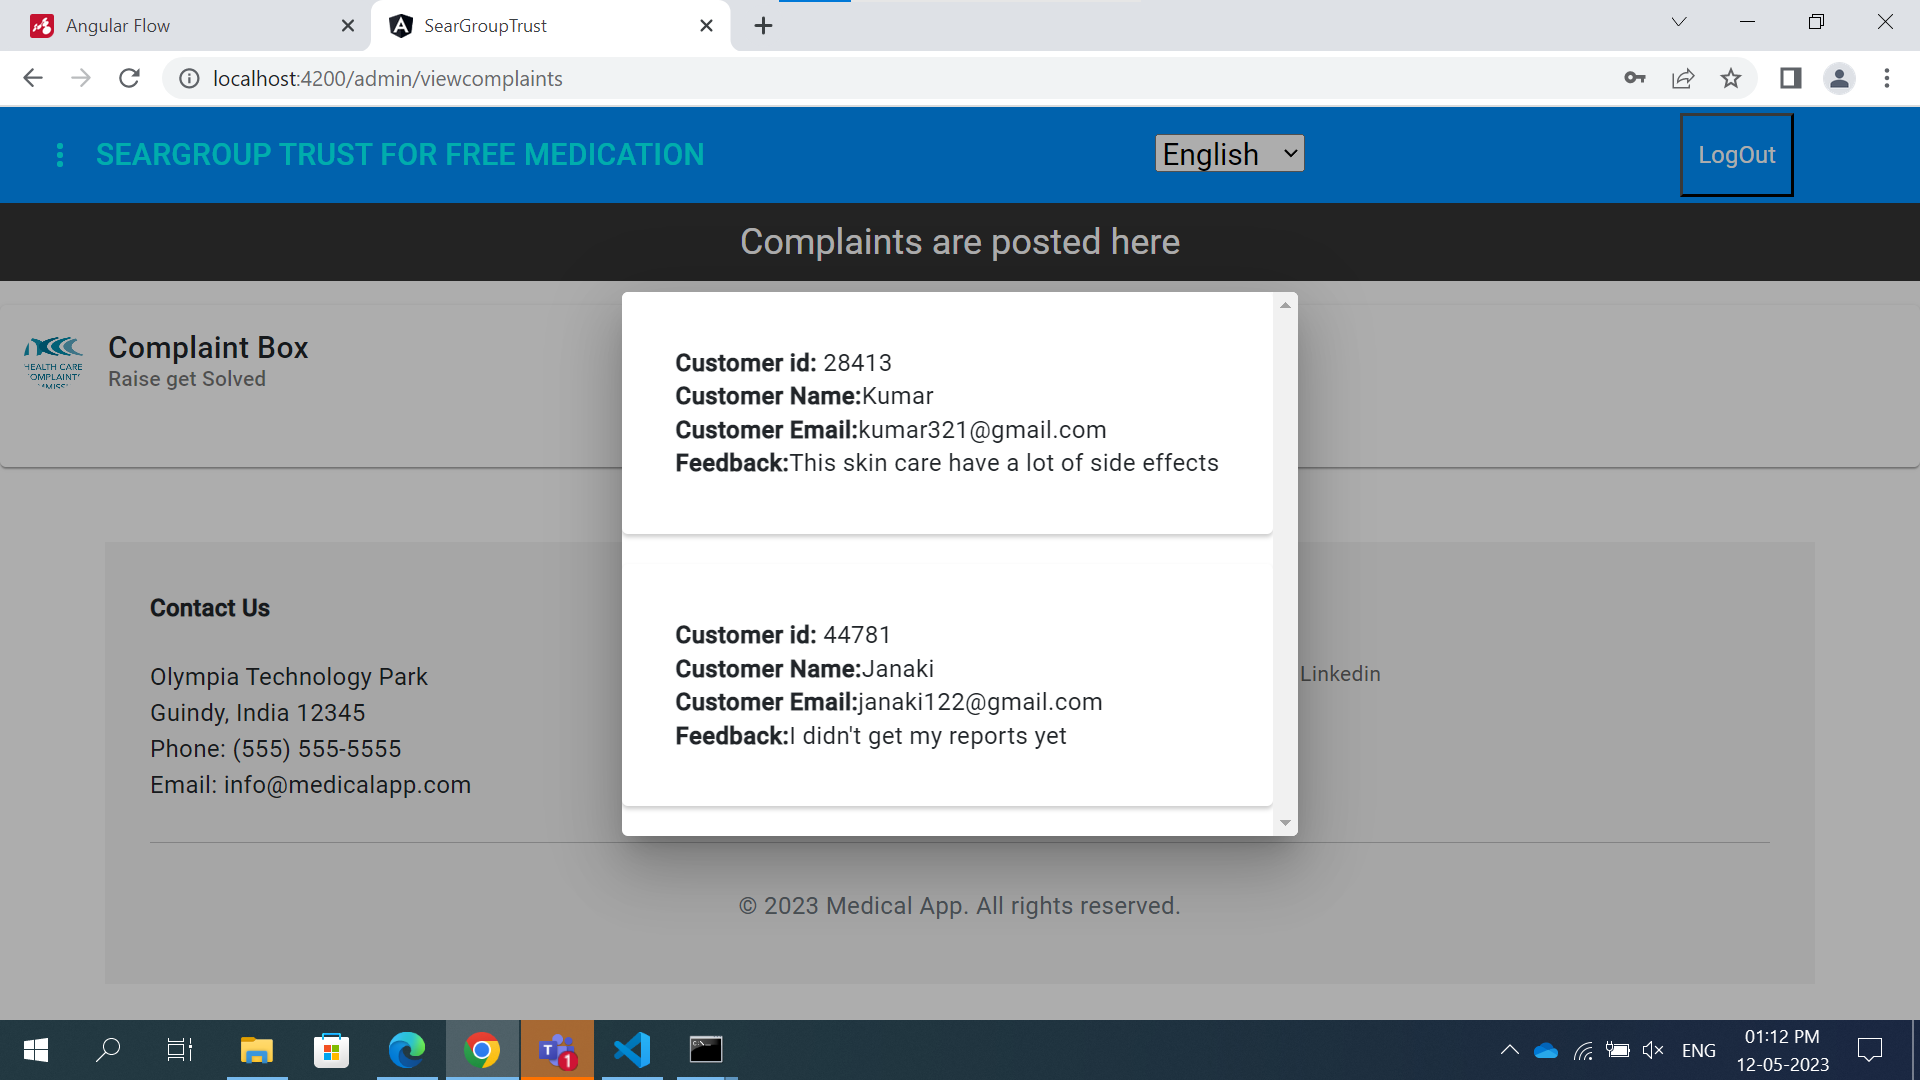 Angular Flow
SearGroupTrust
localhost:4200/admin/viewcomplaints
SEARGROUP TRUST FOR FREE MEDICATION
English
LogOut
Complaints are posted here
HEALTH CARE
Complaint Box
Raise get Solved
Customer id: 28413
Customer Name:Kumar
Customer Email:kumar321@gmail.com
Feedback:This skin care have a lot of side effects
Customer id: 44781
Customer Name:Janaki
Customer Email:janaki122@gmail.com
Feedback:I didn't get my reports yet
Contact Us
Olympia Technology Park
Guindy, India 12345
Phone: (555) 555-5555
Email: info@medicalapp.com
Linkedin
© 2023 Medical App. All rights reserved.
1
ENG
01:12 PM
12-05-2023